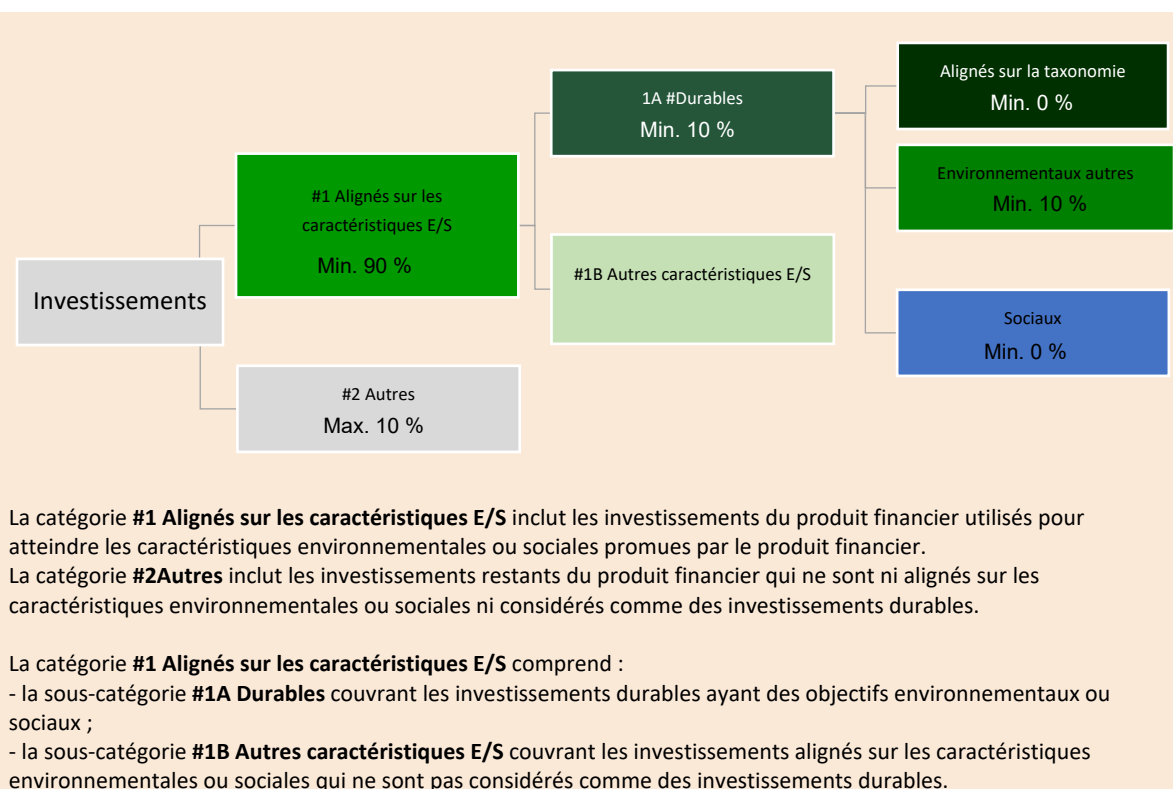 Investissements
#1 Alignés sur les
caractéristiques E/S
Min. 90 %
#2 Autres
Max. 10 %
1A #Durables
Min. 10 %
#1B Autres caractéristiques E/S
Alignés sur la taxonomie
Min. 0 %
Environnementaux autres
Min. 10 %
Sociaux
Min. 0 %
La catégorie #1 Alignés sur les caractéristiques E/S inclut les investissements du produit financier utilisés pour
atteindre les caractéristiques environnementales ou sociales promues par le produit financier.
La catégorie #2Autres inclut les investissements restants du produit financier qui ne sont ni alignés sur les
caractéristiques environnementales ou sociales ni considérés comme des investissements durables.
La catégorie #1 Alignés sur les caractéristiques E/S comprend :
- la sous-catégorie #1A Durables couvrant les investissements durables ayant des objectifs environnementaux ou
sociaux ;
- la sous-catégorie #1B Autres caractéristiques E/S couvrant les investissements alignés sur les caractéristiques
environnementales ou sociales qui ne sont pas considérés comme des investissements durables.